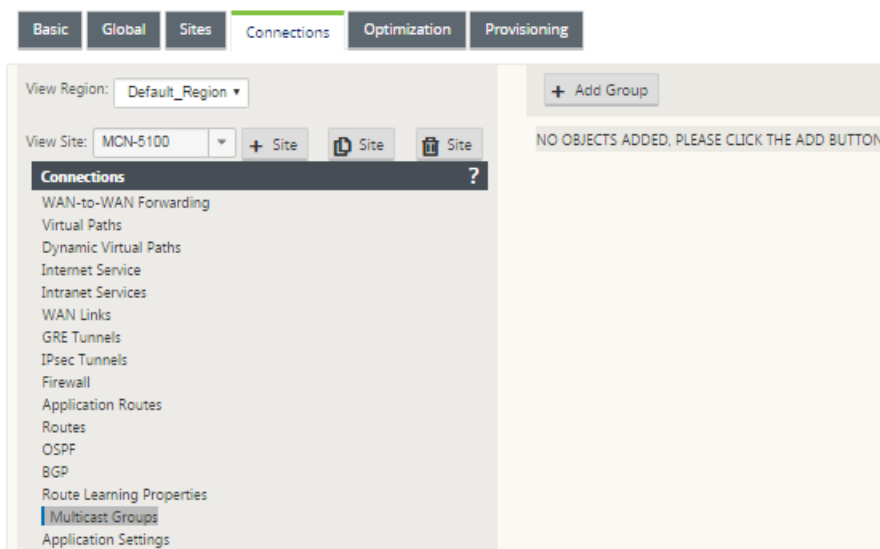 Basic Global Sites Connections Optimization Provisioning
View Region: Default_Region
+ Add Group
View Site: MCN-5100 + Site Site Site
NO OBJECTS ADDED, PLEASE CLICK THE ADD BUTTON
Connections ?
WAN-to-WAN Forwarding
Virtual Paths
Dynamic Virtual Paths
Internet Service
Intranet Services
WAN Links
GRE Tunnels
IPsec Tunnels
Firewall
Application Routes
Routes
OSPF
BGP
Route Learning Properties
Multicast Groups
Application Settings